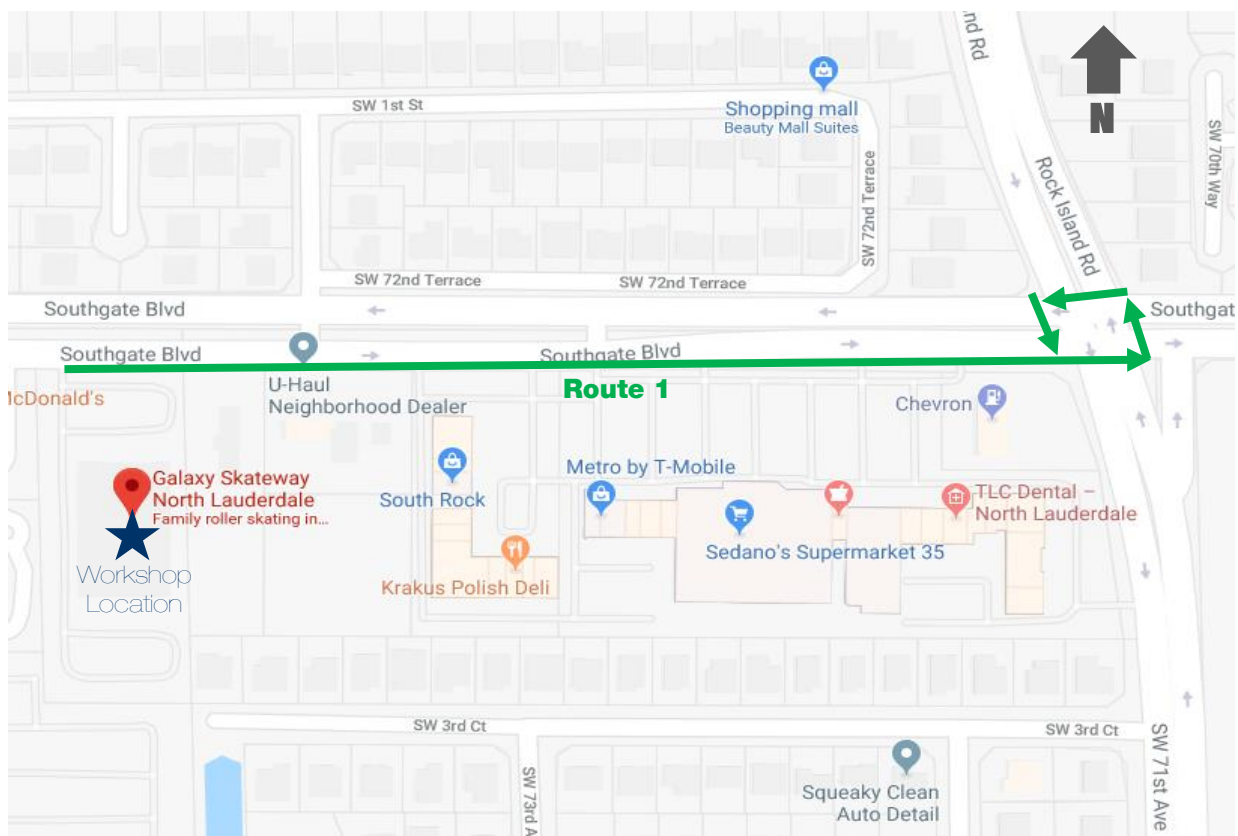 nd Rd
N
SW 1st St
Shopping mall
Beauty Mall Suites
SW 70th Way
Rock Island Rd
SW 72nd Terrace
SW 72nd Terrace
SW 72nd Terrace
Southgate Blvd
Southgat
Southgate Blvd
Southgate Blvd
Route 1
U-Haul
Neighborhood Dealer
McDonald's
Chevron
Galaxy Skateway
North Lauderdale
Family roller skating in...
South Rock
Metro by T-Mobile
TLC Dental –
North Lauderdale
Sedano's Supermarket 35
Krakus Polish Deli
Workshop
Location
SW 3rd Ct
SW 3rd Ct
SW 71st Ave
SW 73rd A
Squeaky Clean
Auto Detail